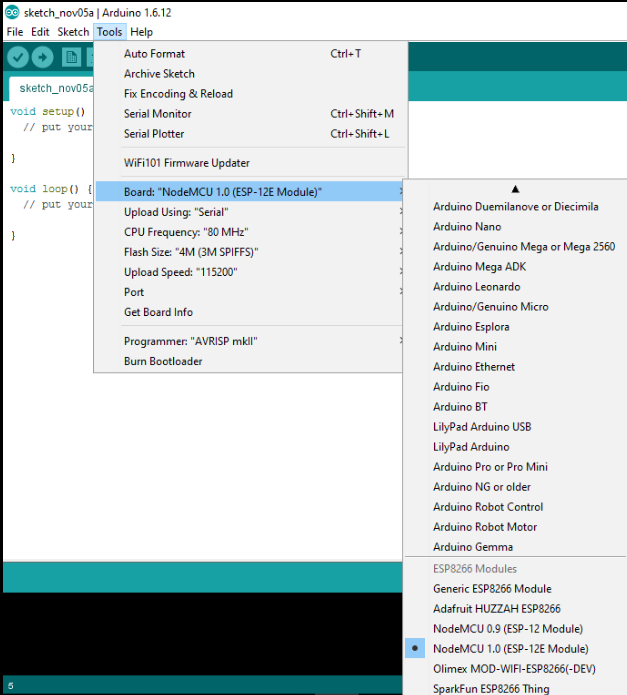 sketch_nov05a | Arduino 1.6.12
File Edit Sketch Tools Help
sketch_nov05a
void setup()
// put your
}
void loop() {
// put your
}
Auto Format Ctrl+T
Archive Sketch
Fix Encoding & Reload
Serial Monitor Ctrl+Shift+M
Serial Plotter Ctrl+Shift+L
WiFi101 Firmware Updater
Board: "NodeMCU 1.0 (ESP-12E Module)"
Upload Using: "Serial"
CPU Frequency: "80 MHz"
Flash Size: "4M (3M SPIFFS)"
Upload Speed: "115200"
Port
Get Board Info
Programmer: "AVRISP mkII"
Burn Bootloader
Arduino Duemilanove or Diecimila
Arduino Nano
Arduino/Genuino Mega or Mega 2560
Arduino Mega ADK
Arduino Leonardo
Arduino/Genuino Micro
Arduino Esplora
Arduino Mini
Arduino Ethernet
Arduino Fio
Arduino BT
LilyPad Arduino USB
LilyPad Arduino
Arduino Pro or Pro Mini
Arduino NG or older
Arduino Robot Control
Arduino Robot Motor
Arduino Gemma
ESP8266 Modules
Generic ESP8266 Module
Adafruit HUZZAH ESP8266
NodeMCU 0.9 (ESP-12 Module)
NodeMCU 1.0 (ESP-12E Module)
Olimex MOD-WIFI-ESP8266(-DEV)
SparkFun ESP8266 Thing
5